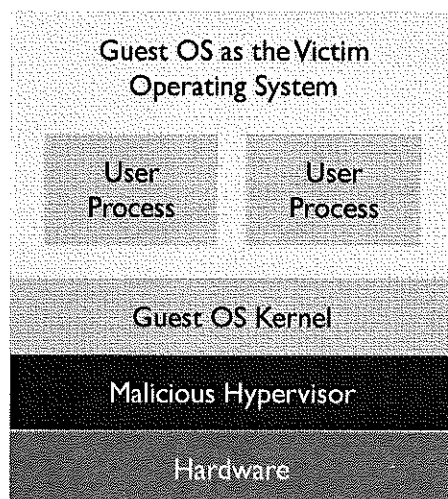 Guest OS as the Victim
Operating System
User
Process
User
Process
Guest OS Kernel
Malicious Hypervisor
Hardware